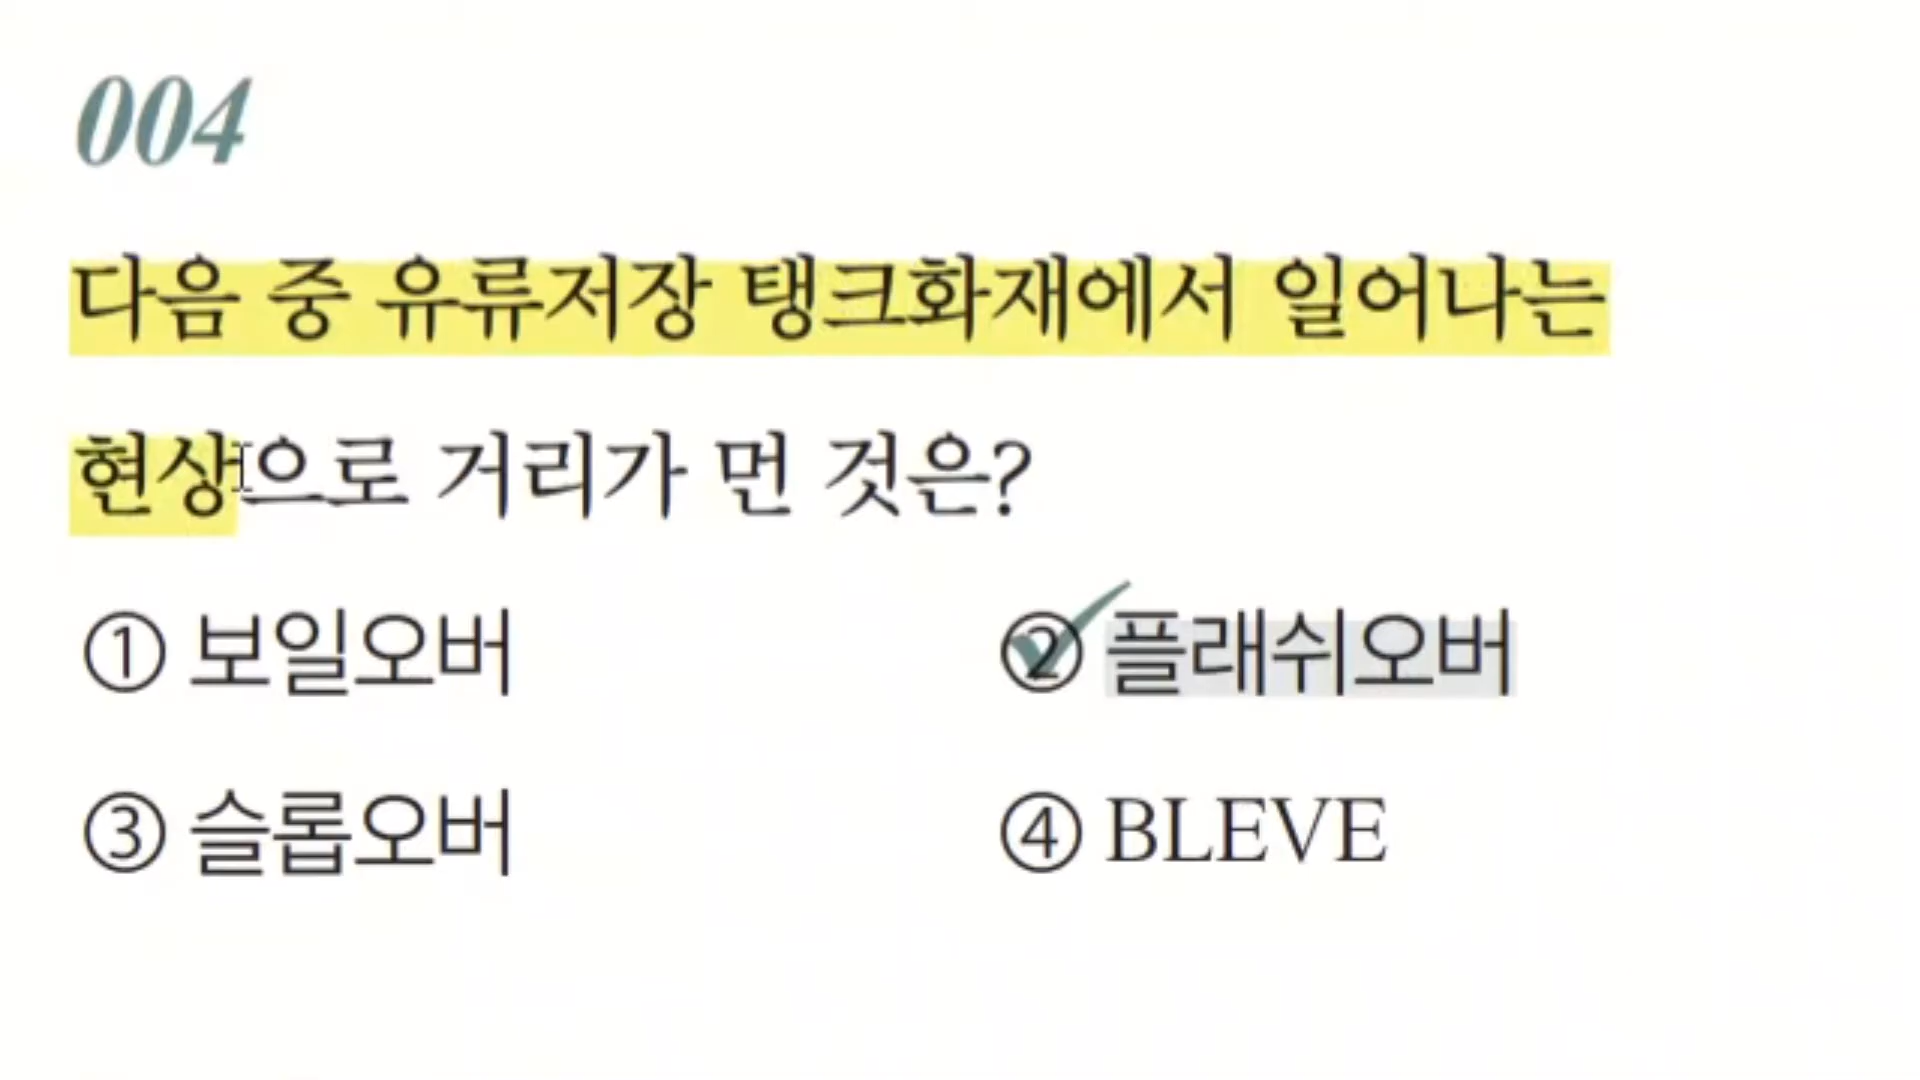 004
다음 중 유류저장 탱크화재에서 일어나는
현상으로 거리가 먼 것은?
① 보일오버
② 플래쉬오버
③ 슬롭오버
④ BLEVE